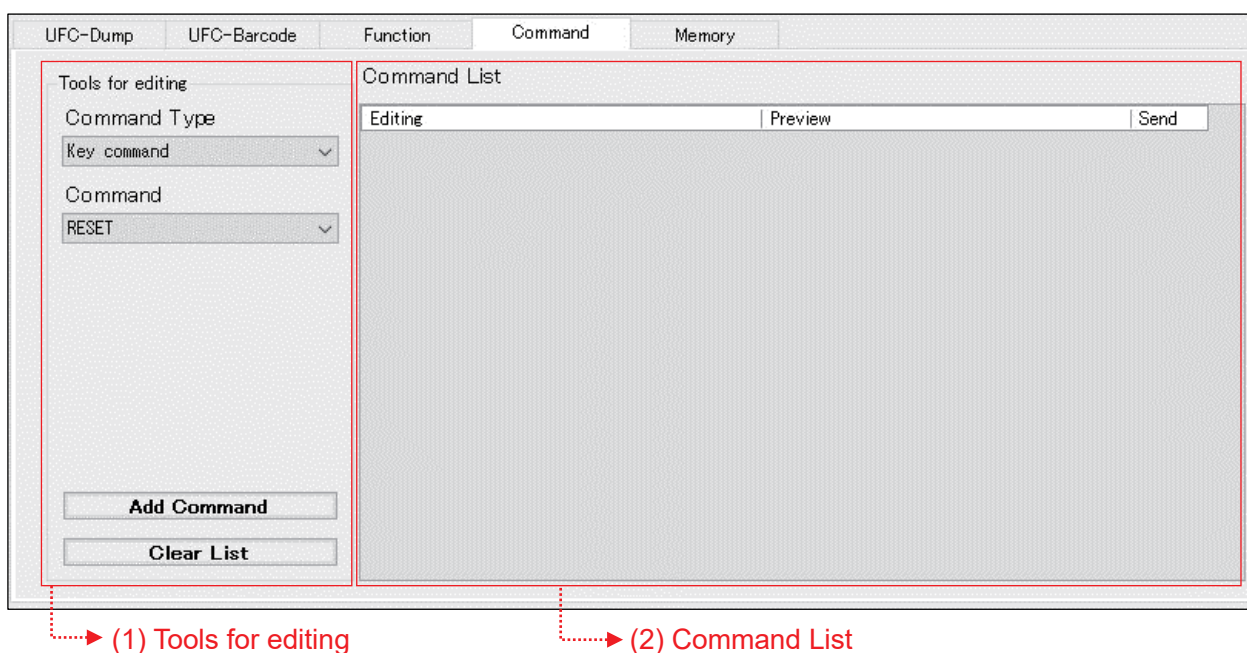 UFC-Dump UFC-Barcode Function Command Memory
Tools for editing
Command Type
Key command
Command
RESET
Add Command
Clear List
Command List
Editing Preview Send
(1) Tools for editing
(2) Command List